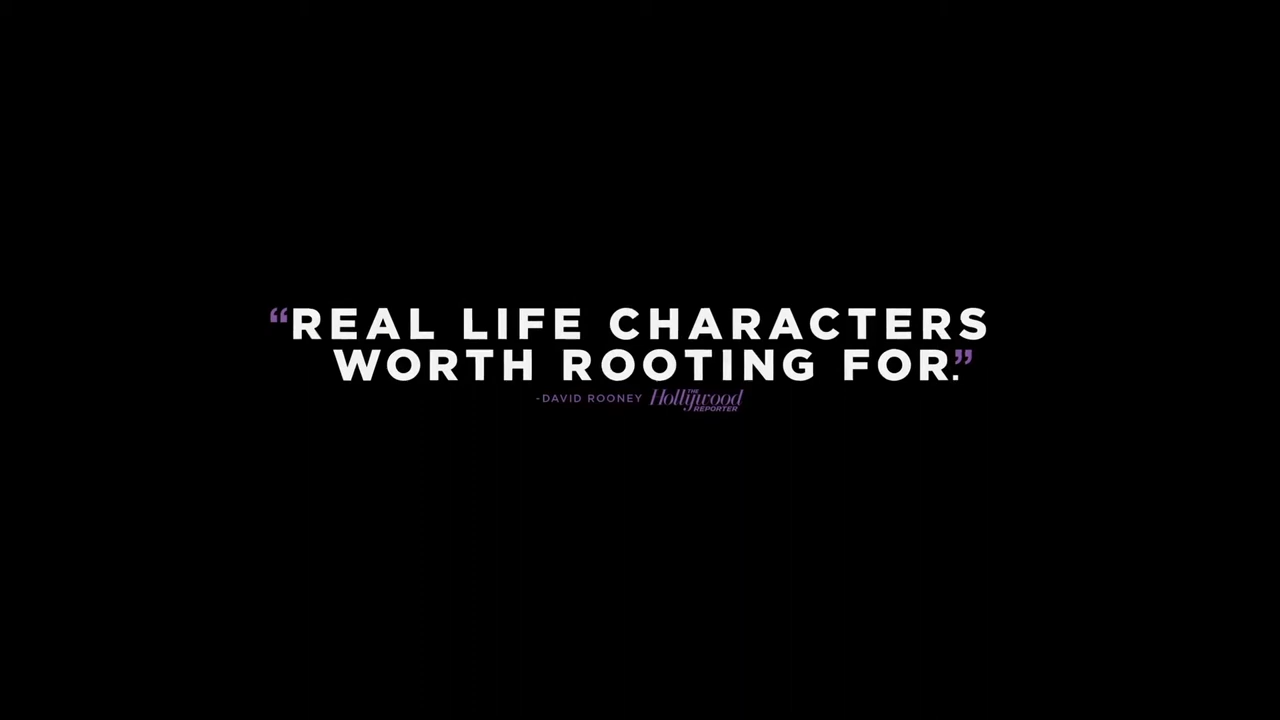 “REAL LIFE CHARACTERS
WORTH ROOTING FOR.”
-DAVID ROONEY THE Hollywood REPORTER